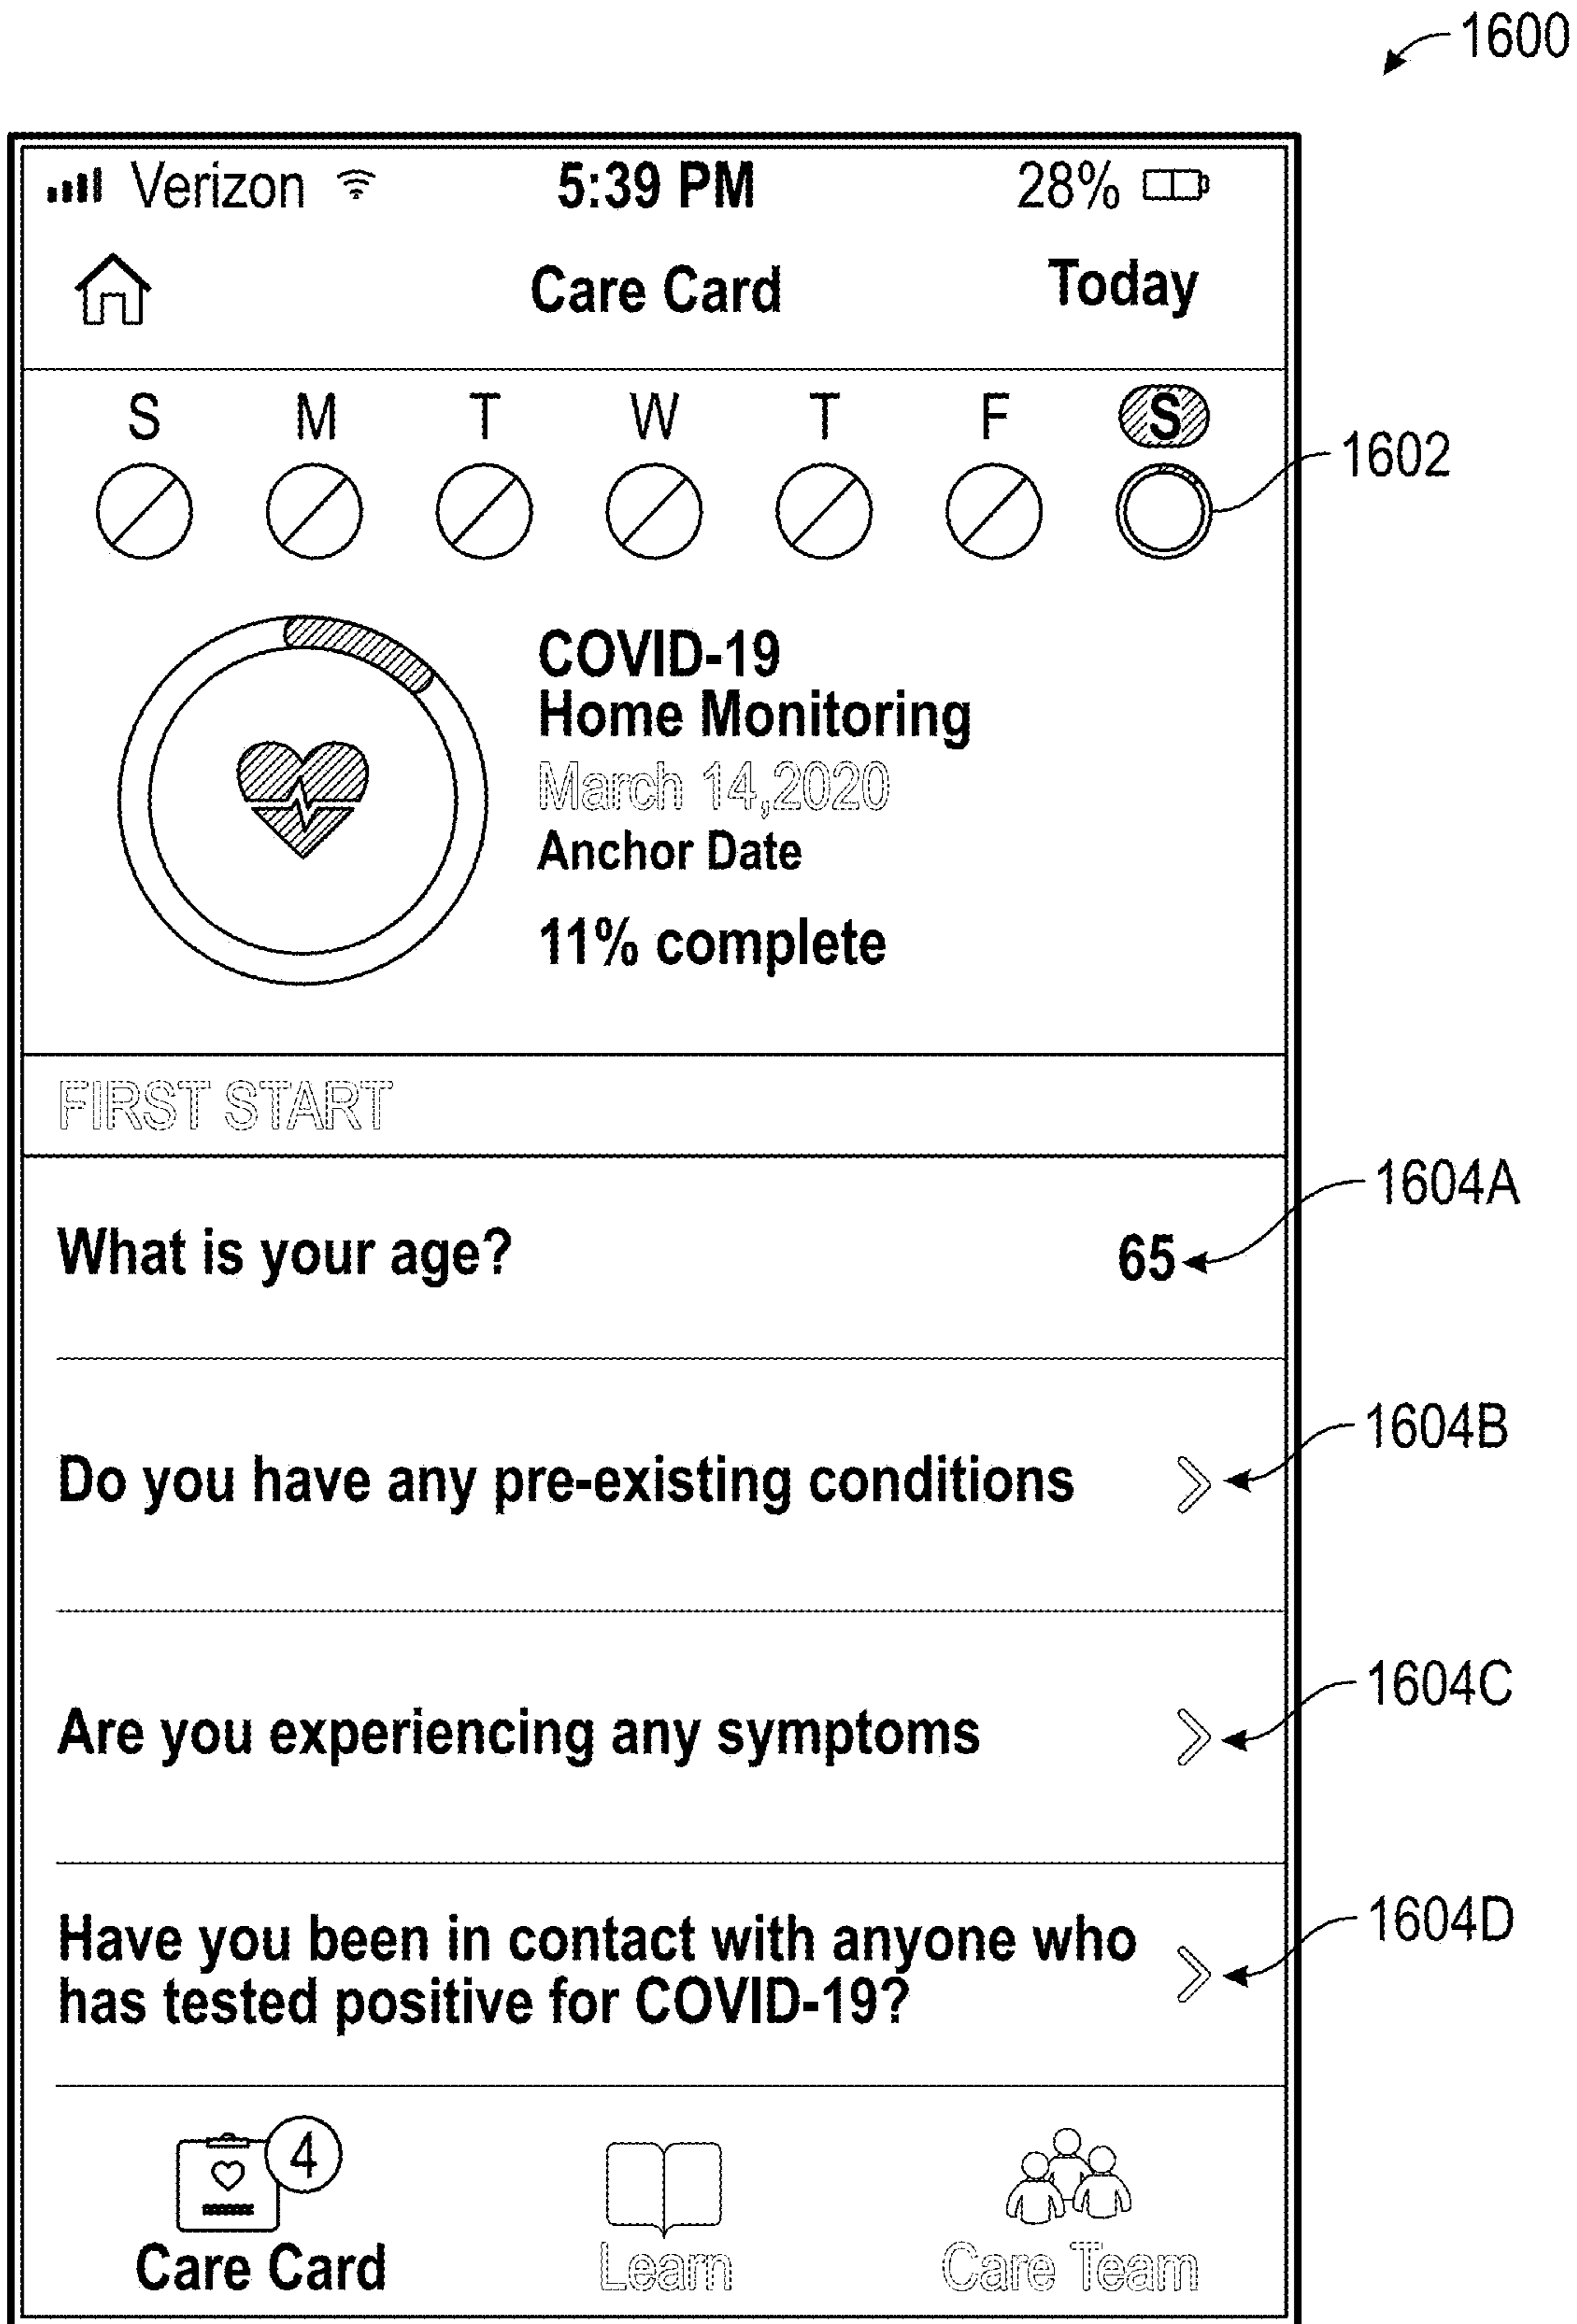 1600
Verizon 5:39 PM 28%
Care Card Today
S M T W T F S
1602
COVID-19
Home Monitoring
March 14,2020
Anchor Date
11% complete
FIRST START
1604A
What is your age? 65
1604B
Do you have any pre-existing conditions
1604C
Are you experiencing any symptoms
1604D
Have you been in contact with anyone who
has tested positive for COVID-19?
4
Care Card Learn Care Team